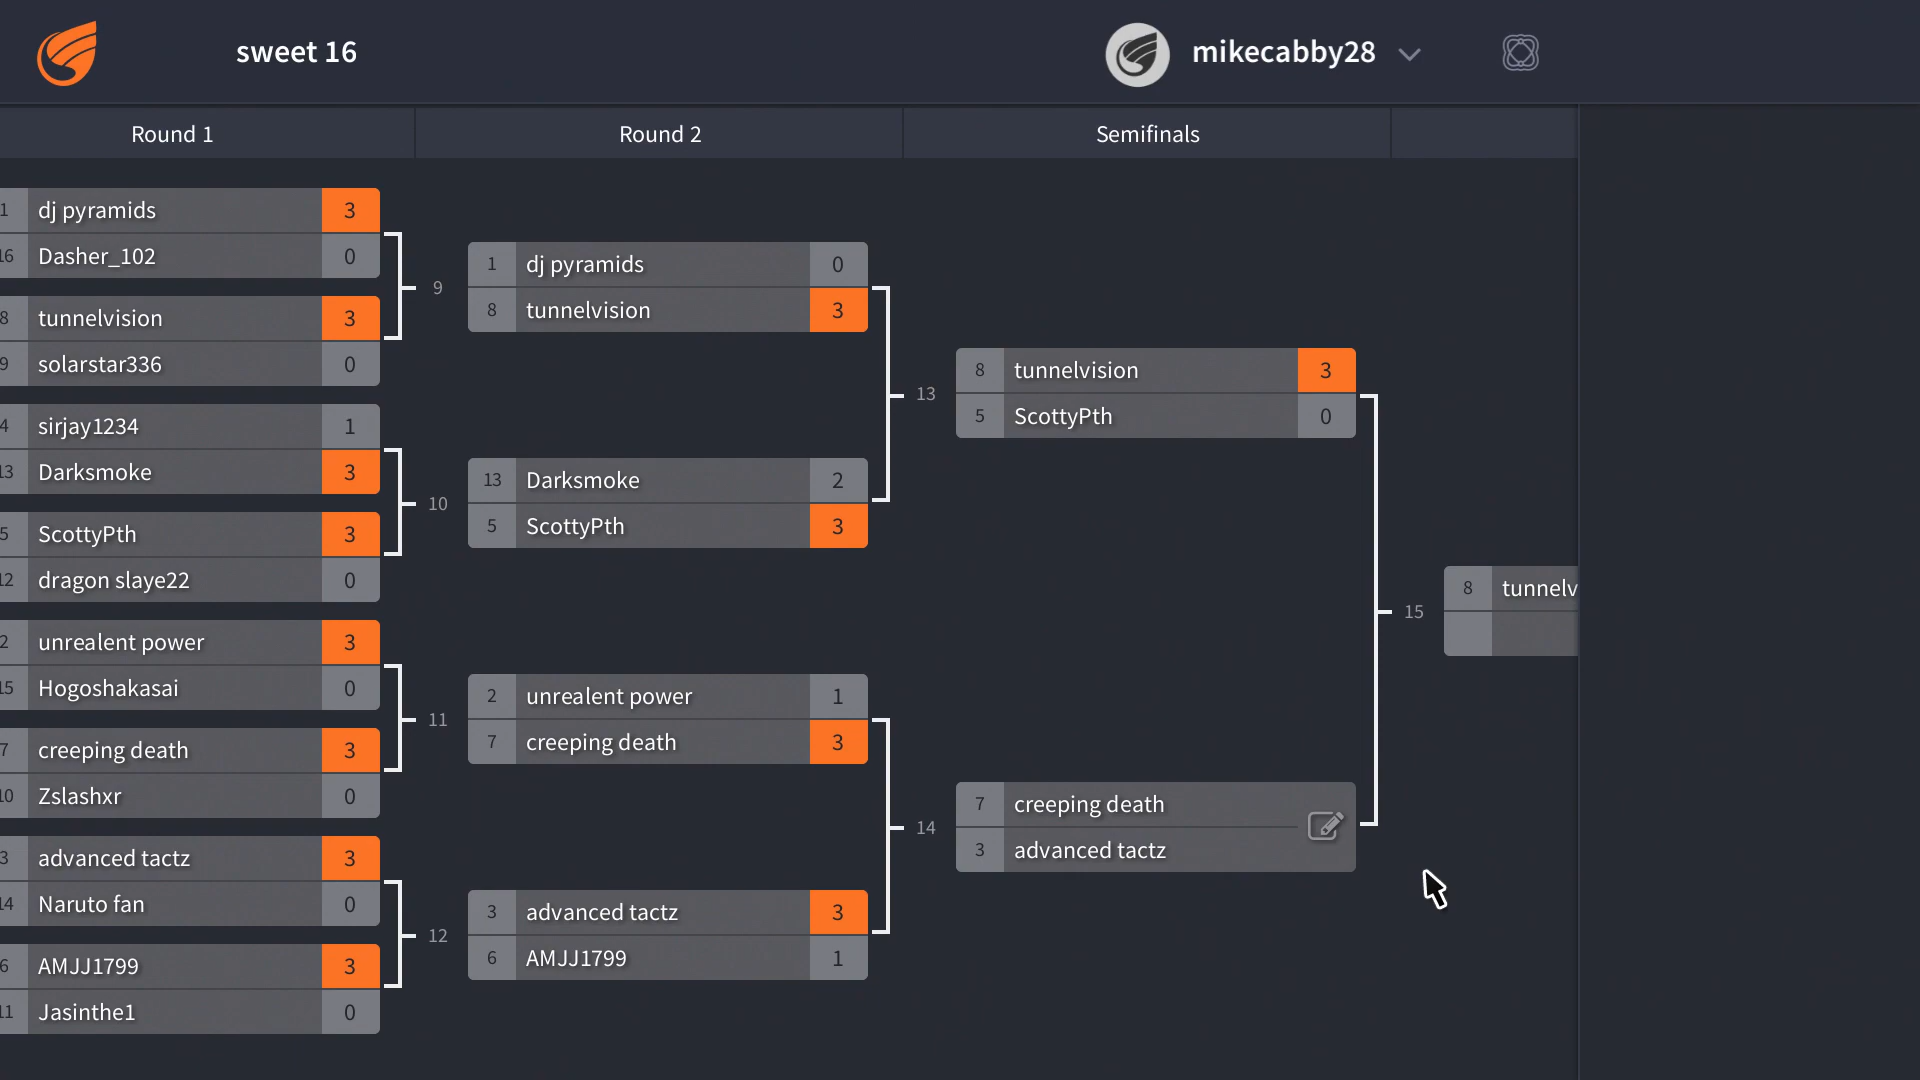 sweet 16
mikecabby28
Round 1
Round 2
Semifinals
1 dj pyramids 3
16 Dasher_102 0
8 tunnelvision 3
9 solarstar336 0
4 sirjay1234 1
13 Darksmoke 3
5 ScottyPth 3
12 dragon slaye22 0
2 unrealent power 3
15 Hogoshakasai 0
7 creeping death 3
10 Zslashxr 0
3 advanced tactz 3
14 Naruto fan 0
6 AMJJ1799 3
11 Jasinthe1 0
9
1 dj pyramids 0
8 tunnelvision 3
10
13 Darksmoke 2
5 ScottyPth 3
11
2 unrealent power 1
7 creeping death 3
12
3 advanced tactz 3
6 AMJJ1799 1
13
8 tunnelvision 3
5 ScottyPth 0
14
7 creeping death
3 advanced tactz
15
8 tunnelv